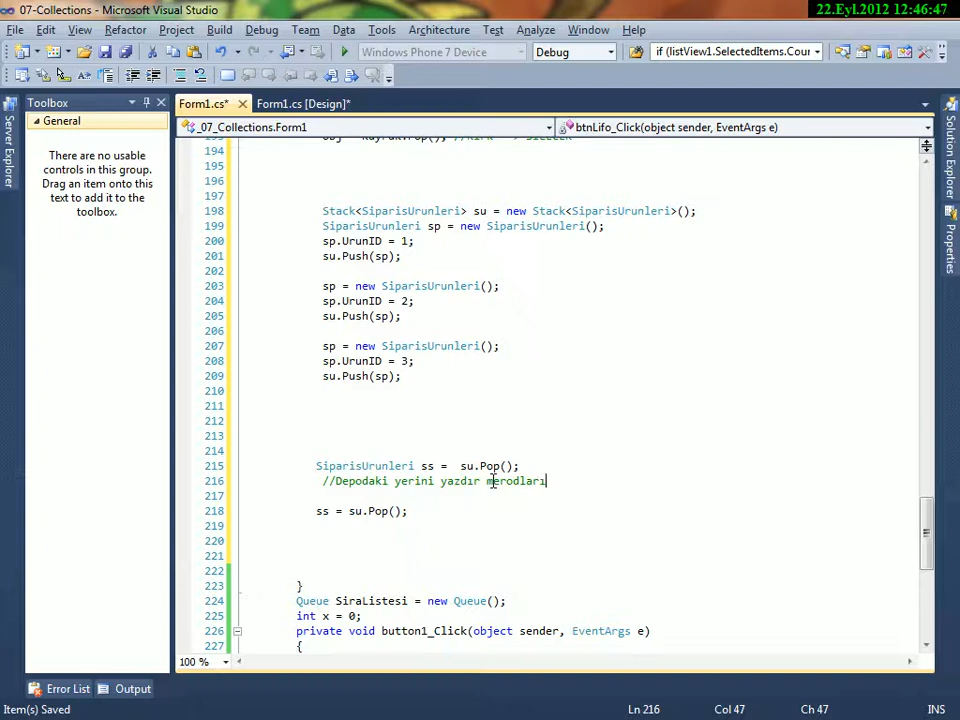 07-Collections - Microsoft Visual Studio
22.Eyl.2012 12:46:47
File Edit View Refactor Project Build Debug Team Data Tools Architecture Test Analyze Window Help
Windows Phone 7 Device Debug if (listView1.SelectedItems.Cour
Toolbox
Form1.cs* Form1.cs [Design]*
General
_07_Collections.Form1 btnLifo_Click(object sender, EventArgs e)
There are no usable
controls in this group.
Drag an item onto this
text to add it to the
toolbox.
Server Explorer
Solution Explorer
Properties
194
195
196
197
198 Stack<SiparisUrunleri> su = new Stack<SiparisUrunleri>();
199 SiparisUrunleri sp = new SiparisUrunleri();
200 sp.UrunID = 1;
201 su.Push(sp);
202
203 sp = new SiparisUrunleri();
204 sp.UrunID = 2;
205 su.Push(sp);
206
207 sp = new SiparisUrunleri();
208 sp.UrunID = 3;
209 su.Push(sp);
210
211
212
213
214
215 SiparisUrunleri ss = su.Pop();
216 //Depodaki yerini yazdır merodları
217
218 ss = su.Pop();
219
220
221
222
223 }
224 Queue SiraListesi = new Queue();
225 int x = 0;
226 private void button1_Click(object sender, EventArgs e)
227 {
100 %
Error List Output
Item(s) Saved Ln 216 Col 47 Ch 47 INS